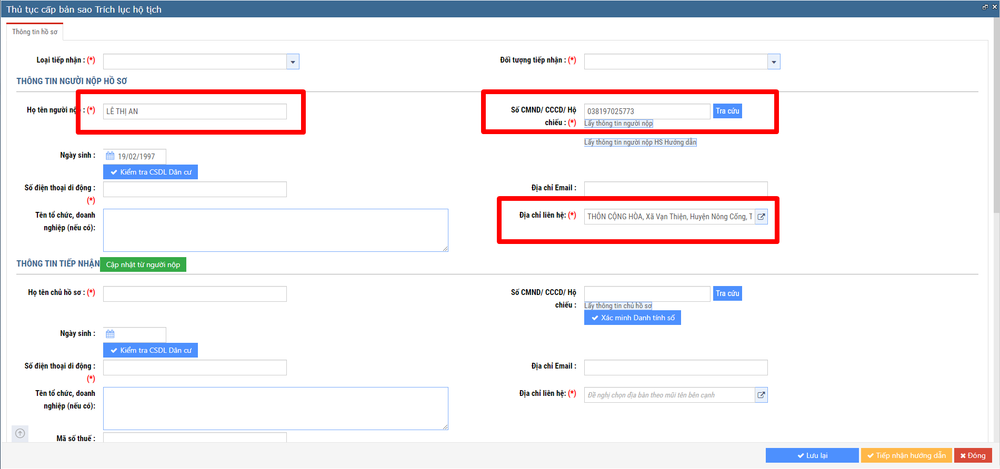 Thủ tục cấp bản sao Trích lục hộ tịch
Thông tin hồ sơ
Loại tiếp nhận : (*)
Đối tượng tiếp nhận : (*)
THÔNG TIN NGƯỜI NỘP HỒ SƠ
Họ tên người nộp : (*) LÊ THỊ AN
Số CMND/ CCCD/ Hộ
chiếu : (*)
038197025773
Tra cứu
Lấy thông tin người nộp
Lấy thông tin người nộp HS Hướng dẫn
Ngày sinh : 19/02/1997
Kiểm tra CSDL Dân cư
Số điện thoại di động :
(*)
Địa chỉ Email :
Tên tổ chức, doanh
nghiệp (nếu có):
Địa chỉ liên hệ: (*) THÔN CỘNG HÒA, Xã Vạn Thiện, Huyện Nông Cống, T
THÔNG TIN TIẾP NHẬN
Cập nhật từ người nộp
Họ tên chủ hồ sơ : (*)
Số CMND/ CCCD/ Hộ
chiếu :
Tra cứu
Lấy thông tin chủ hồ sơ
Xác minh Danh tính số
Ngày sinh :
Kiểm tra CSDL Dân cư
Số điện thoại di động :
(*)
Địa chỉ Email :
Tên tổ chức, doanh
nghiệp (nếu có):
Địa chỉ liên hệ: (*) Đề nghị chọn địa bàn theo mũi tên bên cạnh
Mã số thuế :
Lưu lại
Tiếp nhận hướng dẫn
Đóng